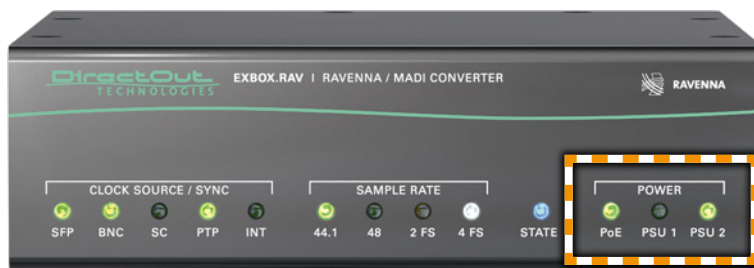 DirectOut
TECHNOLOGIES
EXBOX.RAV | RAVENNA / MADI CONVERTER
RAVENNA
CLOCK SOURCE / SYNC
SAMPLE RATE
POWER
SFP BNC SC PTP INT 44.1 48 2 FS 4 FS STATE PoE PSU 1 PSU 2